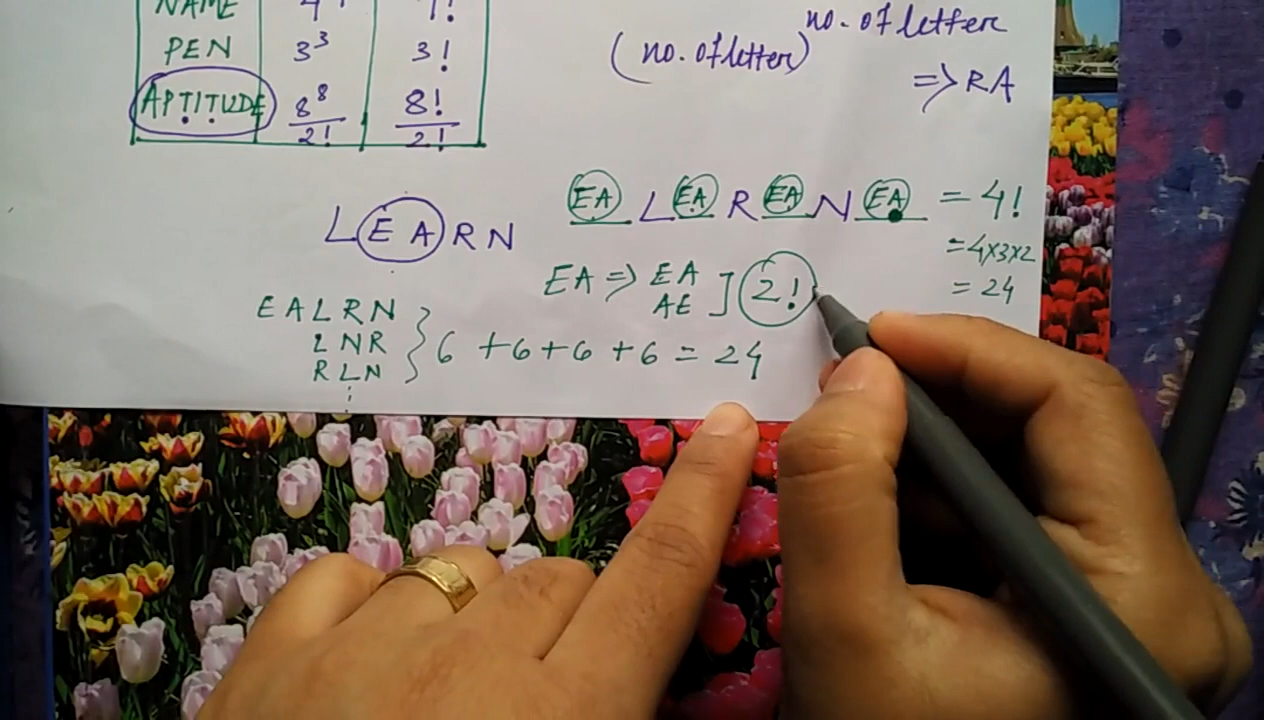 NAME 4 4!
PEN 3³ 3!
APTITUDE 8⁸/2! 8!/2!
(no. of letter) no. of letter
=> RA
LEARN
EA L EA R EA N EA = 4!
= 4x3x2
= 24
EA => EA
AE ] 2!
EALRN
LNR } 6 + 6 + 6 + 6 = 24
RLN